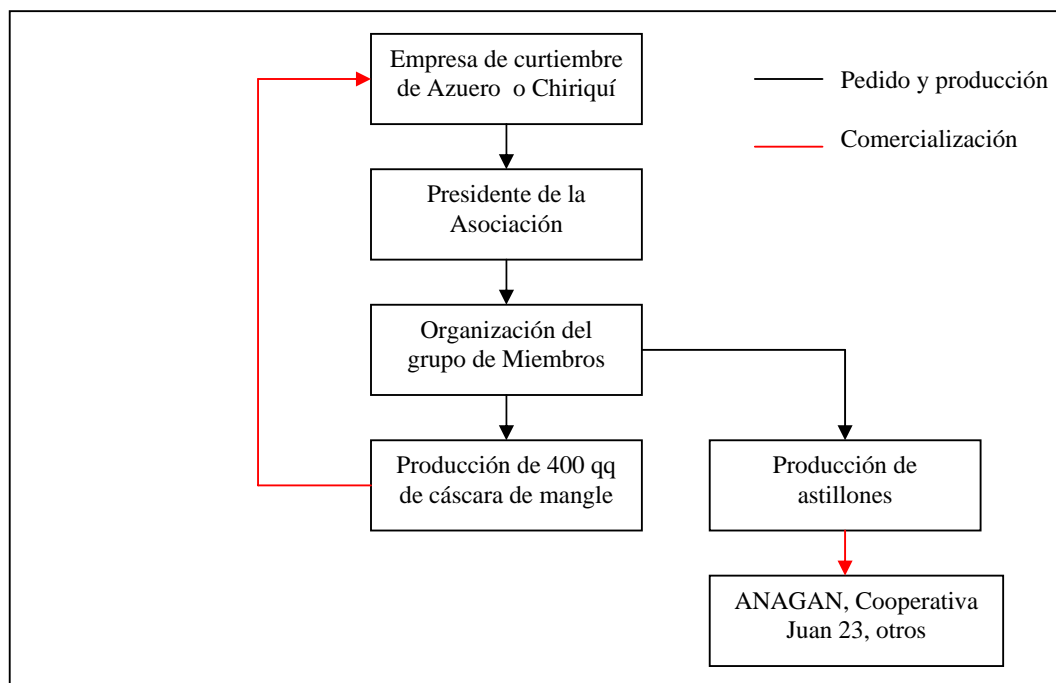 Empresa de curtiembre
de Azuero o Chiriquí
Pedido y producción
Comercialización
Presidente de la
Asociación
Organización del
grupo de Miembros
Producción de 400 qq
de cáscara de mangle
Producción de
astillones
ANAGAN, Cooperativa
Juan 23, otros